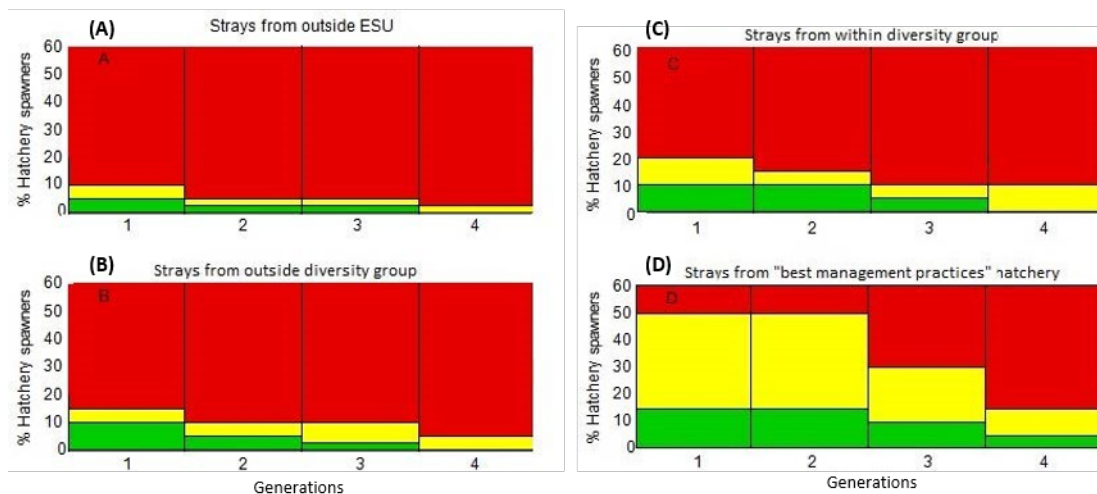 (A)
Strays from outside ESU
A
% Hatchery spawners
60
50
40
30
20
10
0
1 2 3 4
(B)
Strays from outside diversity group
B
% Hatchery spawners
60
50
40
30
20
10
0
1 2 3 4
Generations
(C)
Strays from within diversity group
C
% Hatchery spawners
60
50
40
30
20
10
0
1 2 3 4
(D)
Strays from "best management practices" hatchery
D
% Hatchery spawners
60
50
40
30
20
10
0
1 2 3 4
Generations